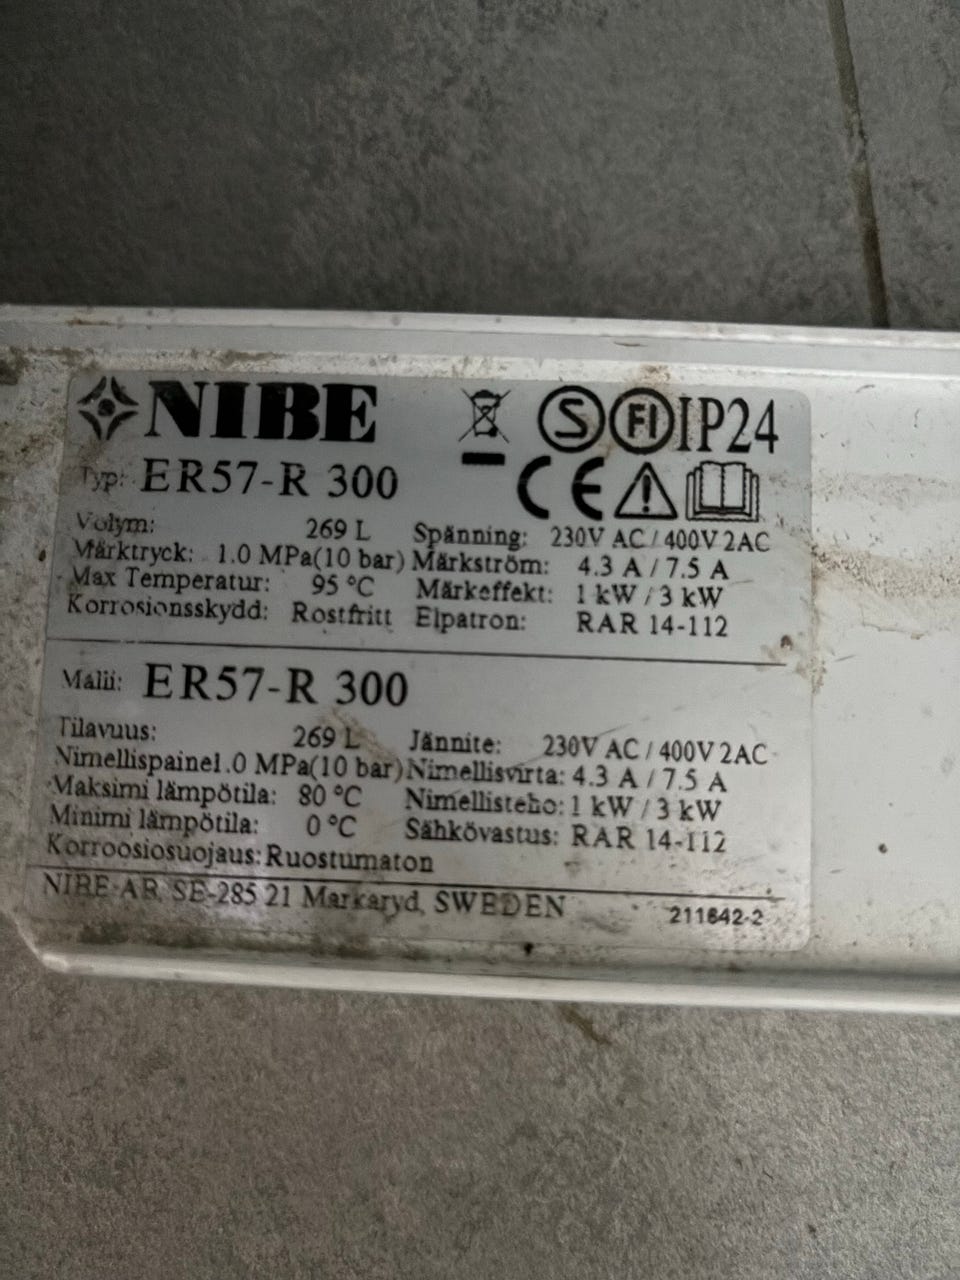 NIBE
S FI IP24
Typ: ER57-R 300
CE
Volym: 269 L Spänning: 230V AC / 400V 2AC
Märktryck: 1.0 MPa(10 bar) Märkström: 4.3 A / 7.5 A
Max Temperatur: 95 °C Märkeffekt: 1 kW / 3 kW
Korrosionsskydd: Rostfritt Elpatron: RAR 14-112
Malii: ER57-R 300
Tilavuus: 269 L Jännite: 230V AC / 400V 2AC
Nimellispaine1.0 MPa(10 bar) Nimellisvirta: 4.3 A / 7.5 A
Maksimi lämpötila: 80 °C Nimellisteho: 1 kW / 3 kW
Minimi lämpötila: 0 °C Sähkövastus: RAR 14-112
Korroosiosuojaus: Ruostumaton
NIBE AB, SE-285 21 Markaryd, SWEDEN 211642-2